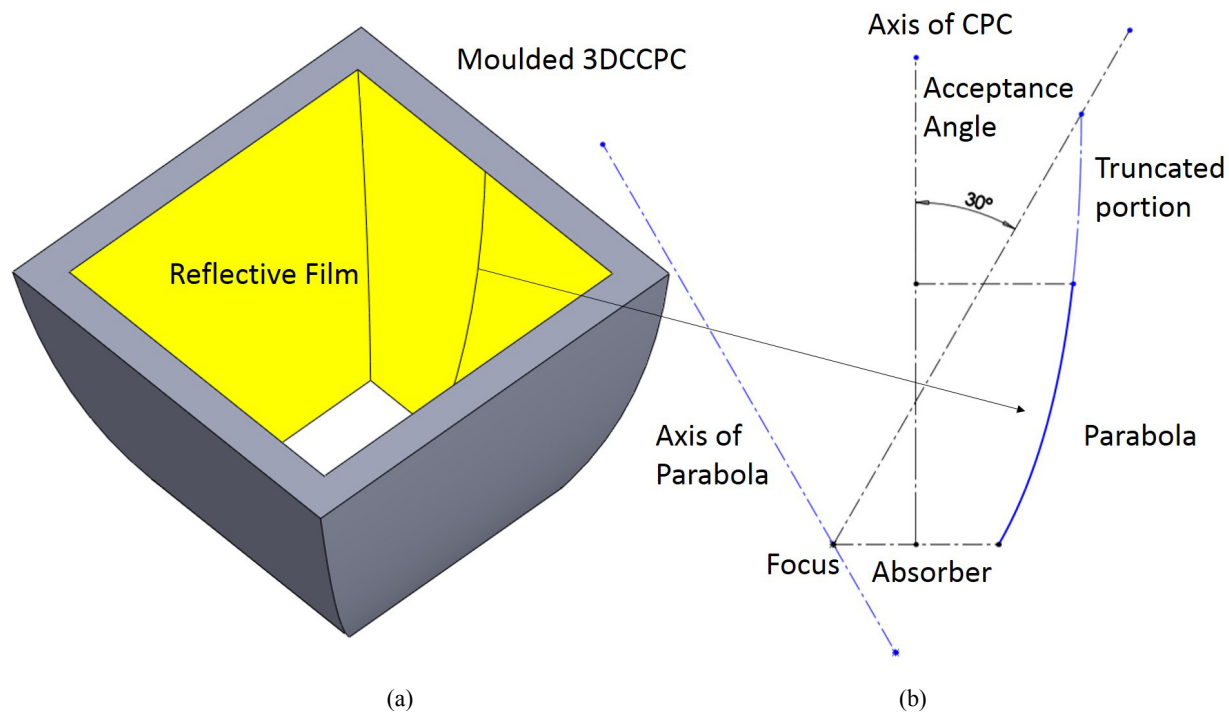 Moulded 3DCCPC
Reflective Film
(a)
Axis of CPC
Acceptance
Angle
30°
Truncated
portion
Axis of
Parabola
Parabola
Focus
Absorber
(b)